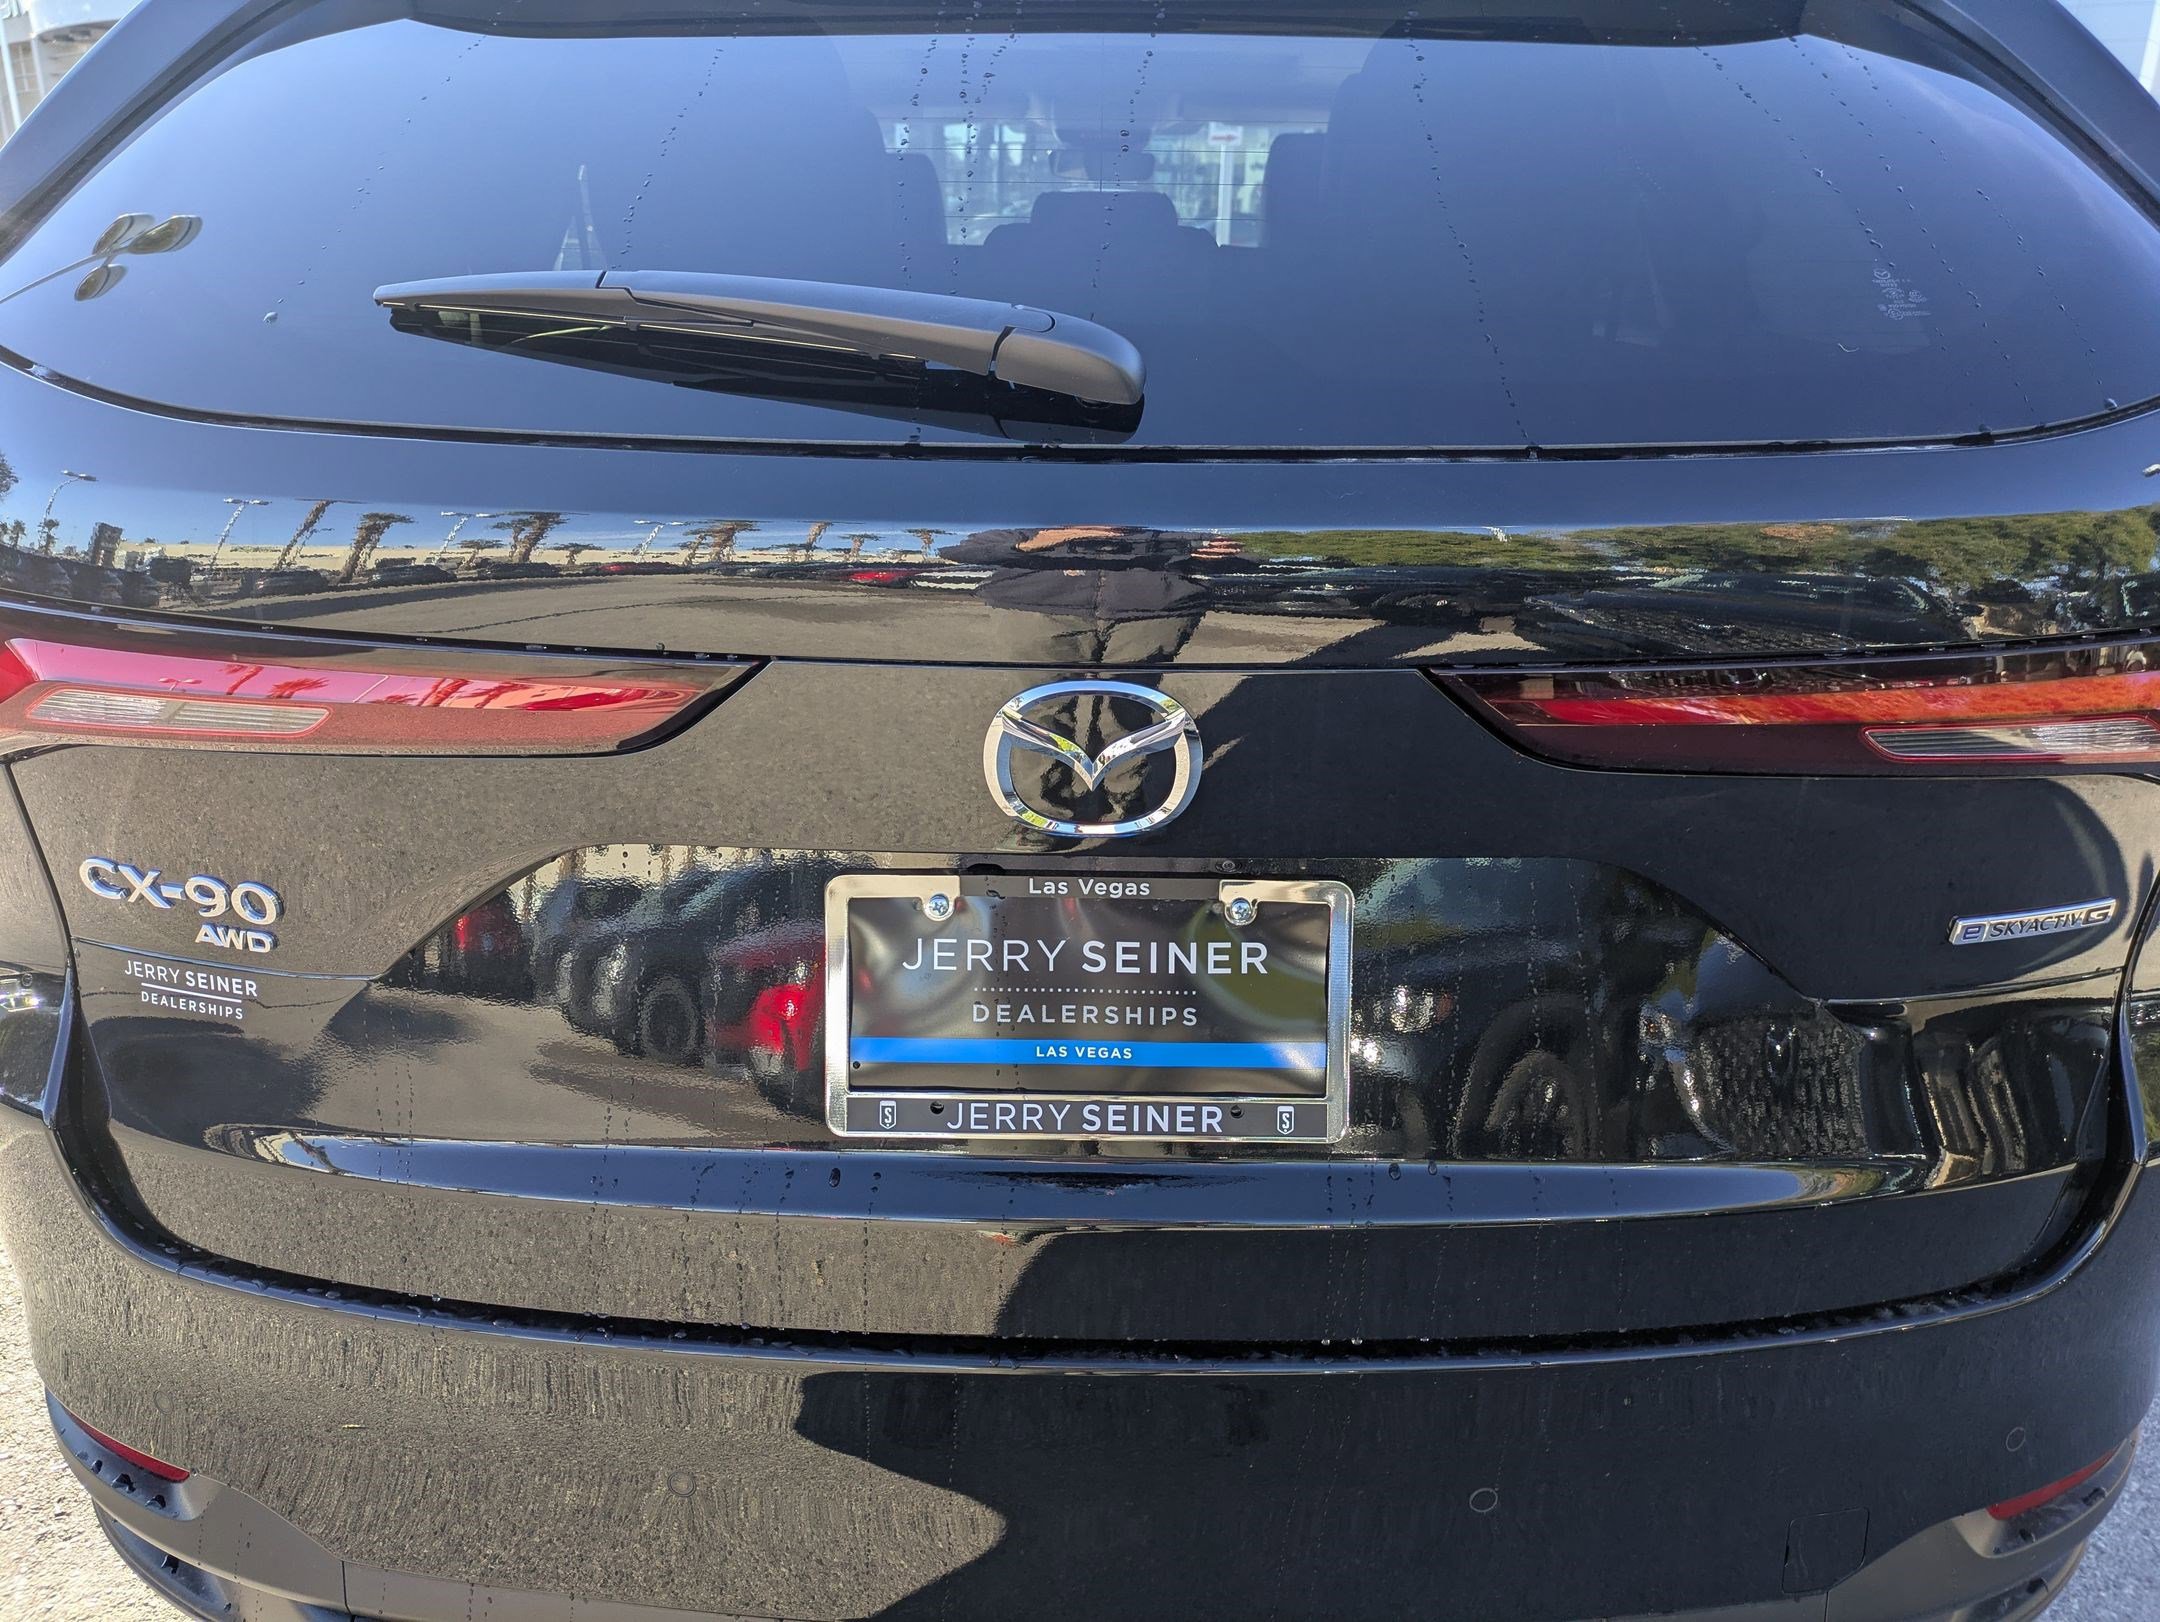 Las Vegas
JERRY SEINER
DEALERSHIPS
LAS VEGAS
JERRY SEINER
CX-90
AWD
JERRY SEINER
DEALERSHIPS
e SKYACTIV G